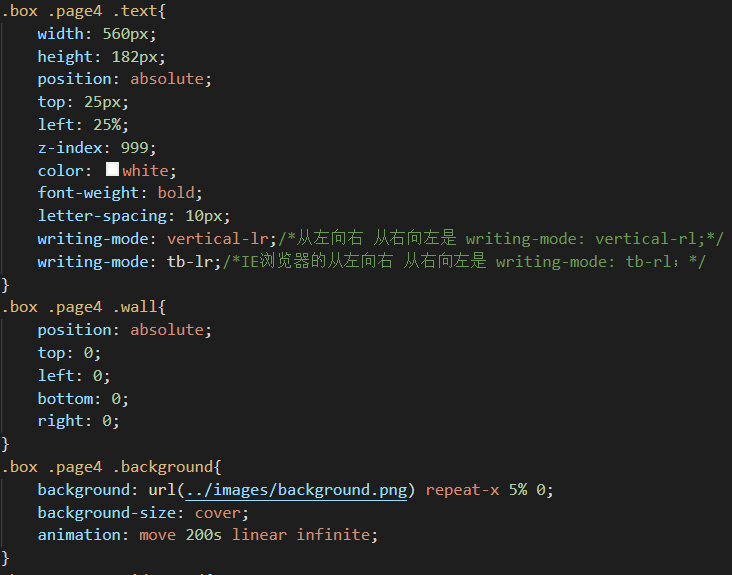 .box .page4 .text{
width: 560px;
height: 182px;
position: absolute;
top: 25px;
left: 25%;
z-index: 999;
color: white;
font-weight: bold;
letter-spacing: 10px;
writing-mode: vertical-lr;/*从左向右 从右向左是 writing-mode: vertical-rl;*/
writing-mode: tb-lr;/*IE浏览器的从左向右 从右向左是 writing-mode: tb-rl；*/
}
.box .page4 .wall{
position: absolute;
top: 0;
left: 0;
bottom: 0;
right: 0;
}
.box .page4 .background{
background: url(../images/background.png) repeat-x 5% 0;
background-size: cover;
animation: move 200s linear infinite;
}